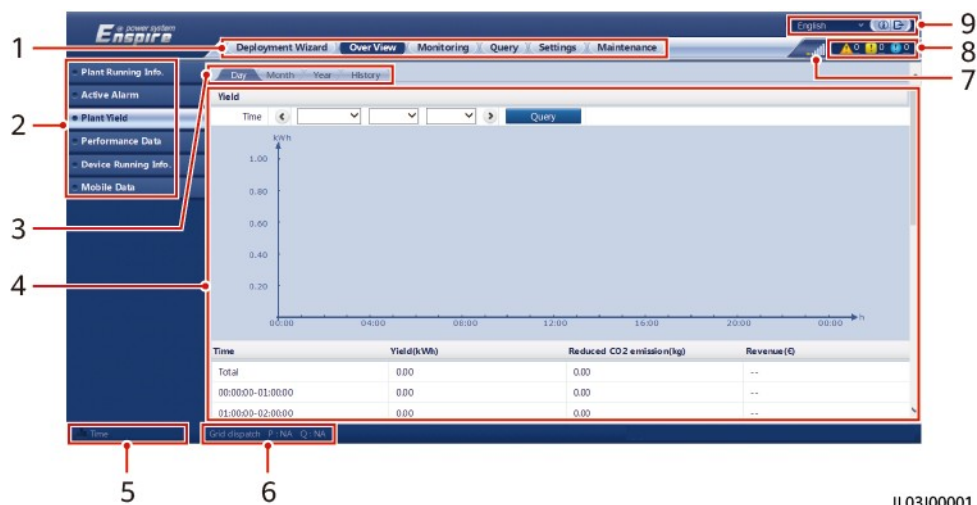 @ power system
Enspire
English
9
1
Deployment Wizard Over View Monitoring Query Settings Maintenance
0 0 0
8
7
2
Plant Running Info.
Active Alarm
Plant Yield
Performance Data
Device Running Info.
Mobile Data
3
Day Month Year History
4
Yield
Time Query
kWh
1.00
0.80
0.60
0.40
0.20
00:00 04:00 08:00 12:00 16:00 20:00 00:00 h
Time Yield(kWh) Reduced CO2 emission(kg) Revenue(€)
Total 0.00 0.00 --
00:00:00-01:00:00 0.00 0.00 --
01:00:00-02:00:00 0.00 0.00 --
Time
Grid dispatch P : NA Q : NA
5
6
IL03J00001